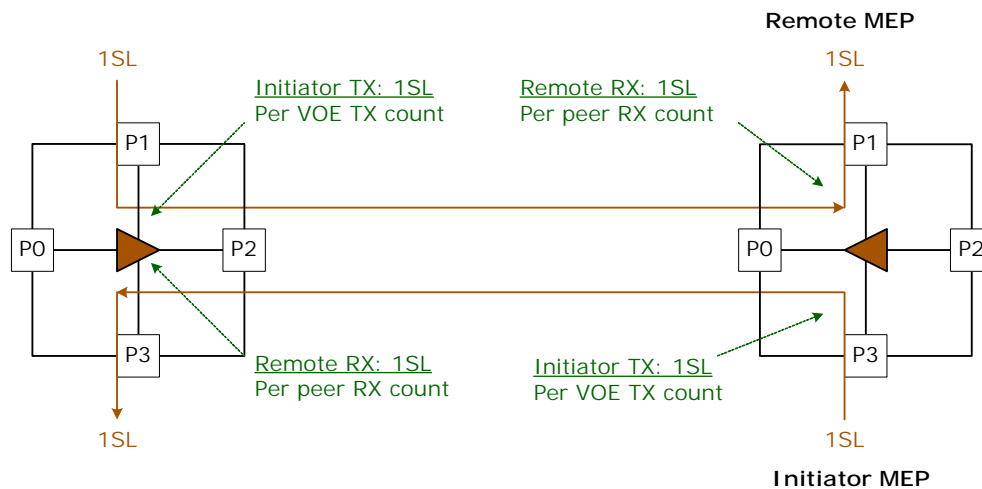 Remote MEP
1SL
1SL
Initiator TX: 1SL
Per VOE TX count
Remote RX: 1SL
Per peer RX count
P1
P1
P0
P2
P0
P2
P3
P3
Remote RX: 1SL
Per peer RX count
Initiator TX: 1SL
Per VOE TX count
1SL
1SL
Initiator MEP